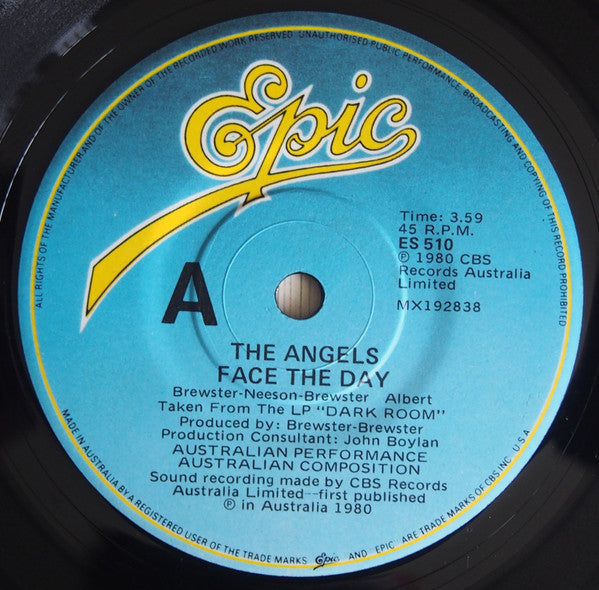 ALL RIGHTS OF THE MANUFACTURER AND OF THE OWNER OF THE RECORDED WORK RESERVED. UNAUTHORISED PUBLIC PERFORMANCE, BROADCASTING AND COPYING OF THIS RECORD PROHIBITED
Epic
Time: 3.59
45 R.P.M.
ES 510
℗ 1980 CBS
Records Australia
Limited
MX192838
A
THE ANGELS
FACE THE DAY
Brewster-Neeson-Brewster Albert
Taken From The LP "DARK ROOM"
Produced by: Brewster-Brewster
Production Consultant: John Boylan
AUSTRALIAN PERFORMANCE
AUSTRALIAN COMPOSITION
Sound recording made by CBS Records
Australia Limited—first published
℗ in Australia 1980
MADE IN AUSTRALIA BY A REGISTERED USER OF THE TRADE MARKS Epic AND "EPIC" ARE TRADE MARKS OF CBS INC. U.S.A